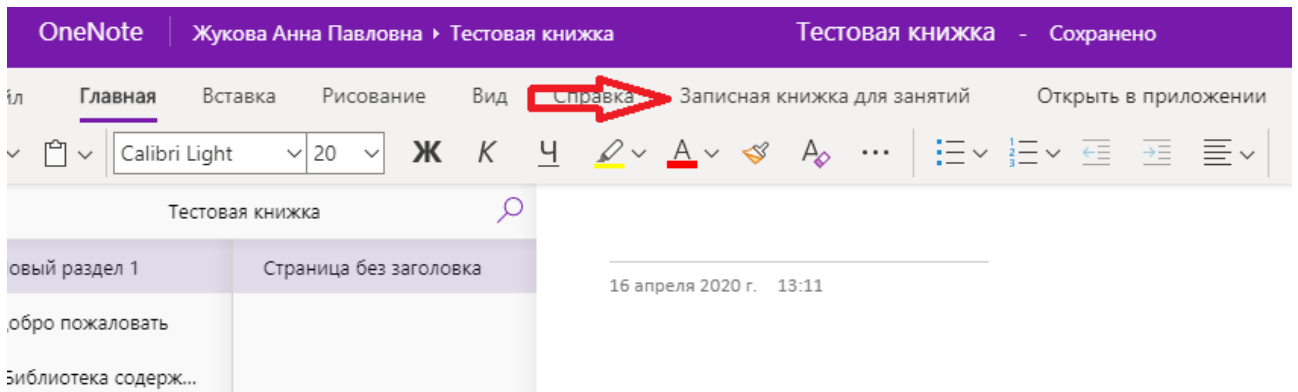 OneNote Жукова Анна Павловна ▸ Тестовая книжка Тестовая книжка - Сохранено
йл Главная Вставка Рисование Вид Справка Записная книжка для занятий Открыть в приложении
Calibri Light 20 Ж К Ч А
Тестовая книжка
овый раздел 1 Страница без заголовка
16 апреля 2020 г. 13:11
обро пожаловать
Библиотека содерж...